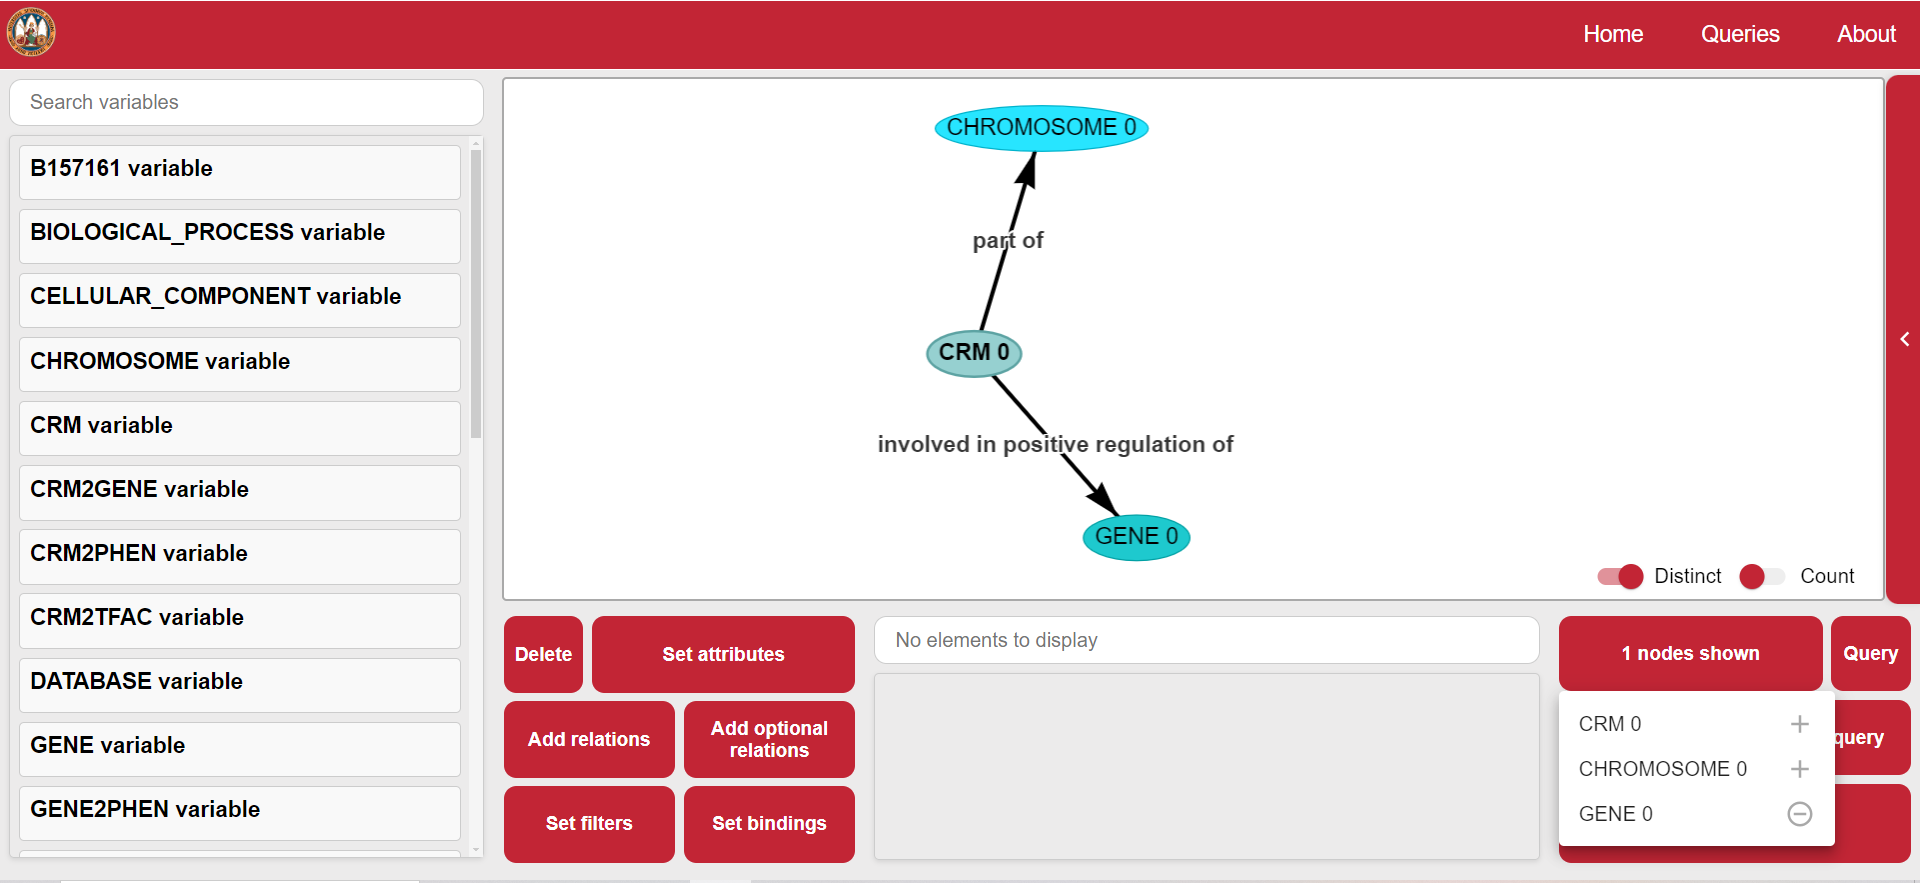 Home
Queries
About
Search variables
B157161 variable
BIOLOGICAL_PROCESS variable
CELLULAR_COMPONENT variable
CHROMOSOME variable
CRM variable
CRM2GENE variable
CRM2PHEN variable
CRM2TFAC variable
DATABASE variable
GENE variable
GENE2PHEN variable
CHROMOSOME 0
part of
CRM 0
involved in positive regulation of
GENE 0
Distinct
Count
Delete
Set attributes
Add relations
Add optional
relations
Set filters
Set bindings
No elements to display
1 nodes shown
Query
query
CRM 0
CHROMOSOME 0
GENE 0